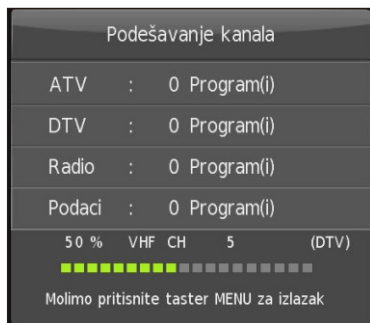 Podešavanje kanala
ATV : 0 Program(i)
DTV : 0 Program(i)
Radio : 0 Program(i)
Podaci : 0 Program(i)
50 % VHF CH 5 (DTV)
Molimo pritisnite taster MENU za izlazak